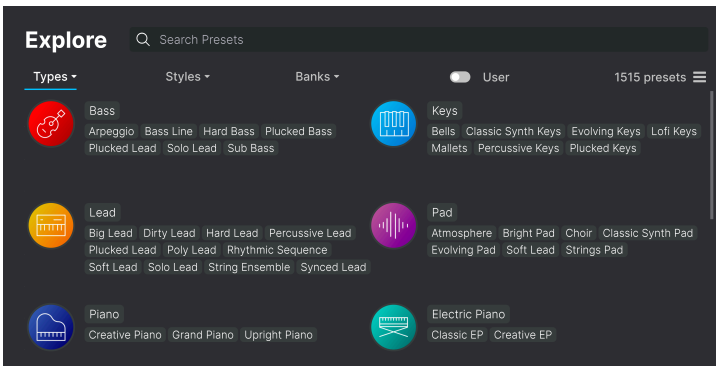 Explore
Search Presets
Types
Styles
Banks
User
1515 presets
Bass
Arpeggio Bass Line Hard Bass Plucked Bass
Plucked Lead Solo Lead Sub Bass
Keys
Bells Classic Synth Keys Evolving Keys Lofi Keys
Mallets Percussive Keys Plucked Keys
Lead
Big Lead Dirty Lead Hard Lead Percussive Lead
Plucked Lead Poly Lead Rhythmic Sequence
Soft Lead Solo Lead String Ensemble Synced Lead
Pad
Atmosphere Bright Pad Choir Classic Synth Pad
Evolving Pad Soft Lead Strings Pad
Piano
Creative Piano Grand Piano Upright Piano
Electric Piano
Classic EP Creative EP